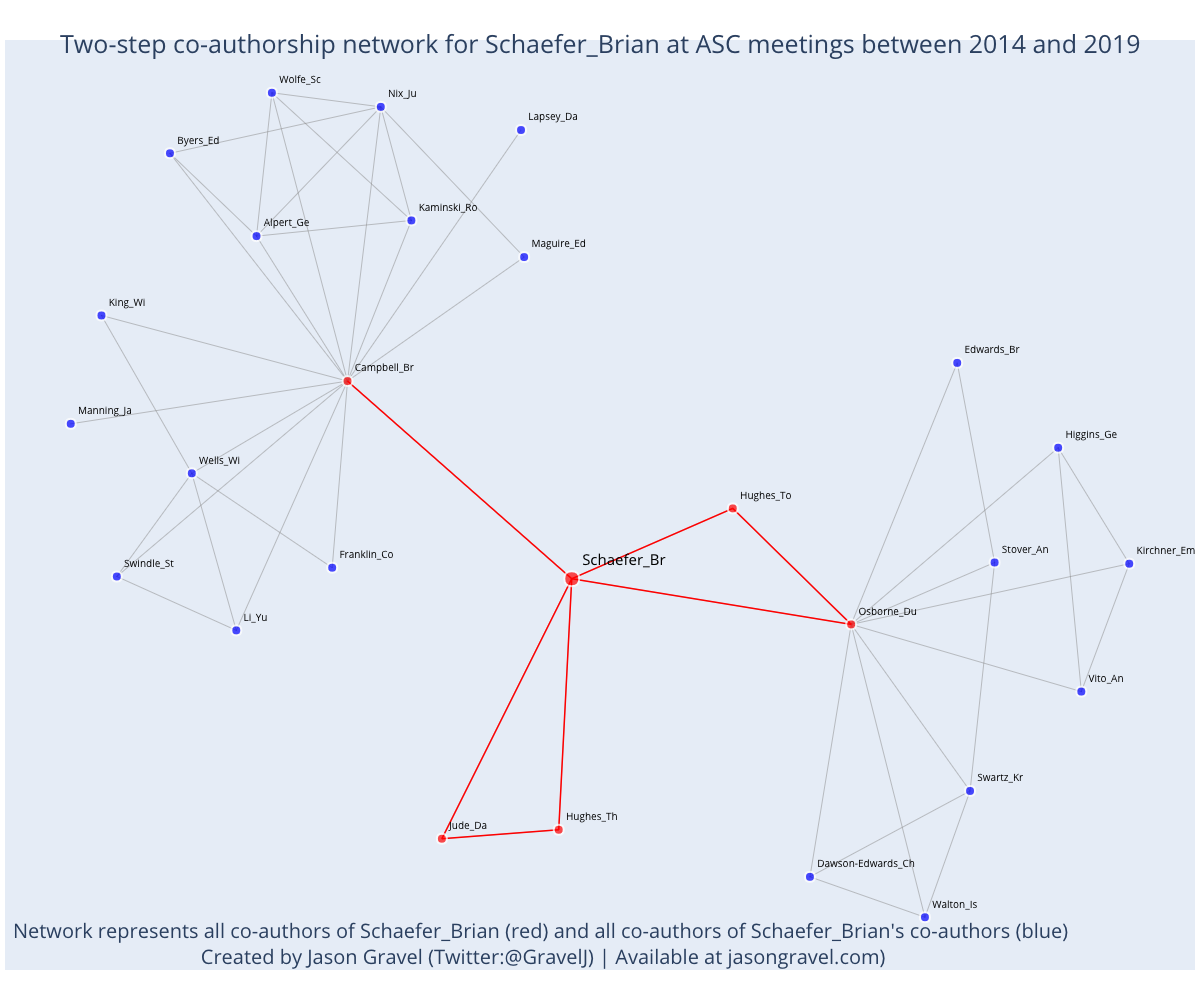 Two-step co-authorship network for Schaefer_Brian at ASC meetings between 2014 and 2019
Wolfe_Sc
Nix_Ju
Lapsey_Da
Byers_Ed
Kaminski_Ro
Alpert_Ge
Maguire_Ed
King_Wi
Edwards_Br
Campbell_Br
Manning_Ja
Higgins_Ge
Wells_Wi
Hughes_To
Stover_An
Kirchner_Em
Franklin_Co
Schaefer_Br
Swindle_St
Osborne_Du
Li_Yu
Vito_An
Swartz_Kr
Hughes_Th
Jude_Da
Dawson-Edwards_Ch
Walton_Is
Network represents all co-authors of Schaefer_Brian (red) and all co-authors of Schaefer_Brian's co-authors (blue)
Created by Jason Gravel (Twitter:@GravelJ) | Available at jasongravel.com)